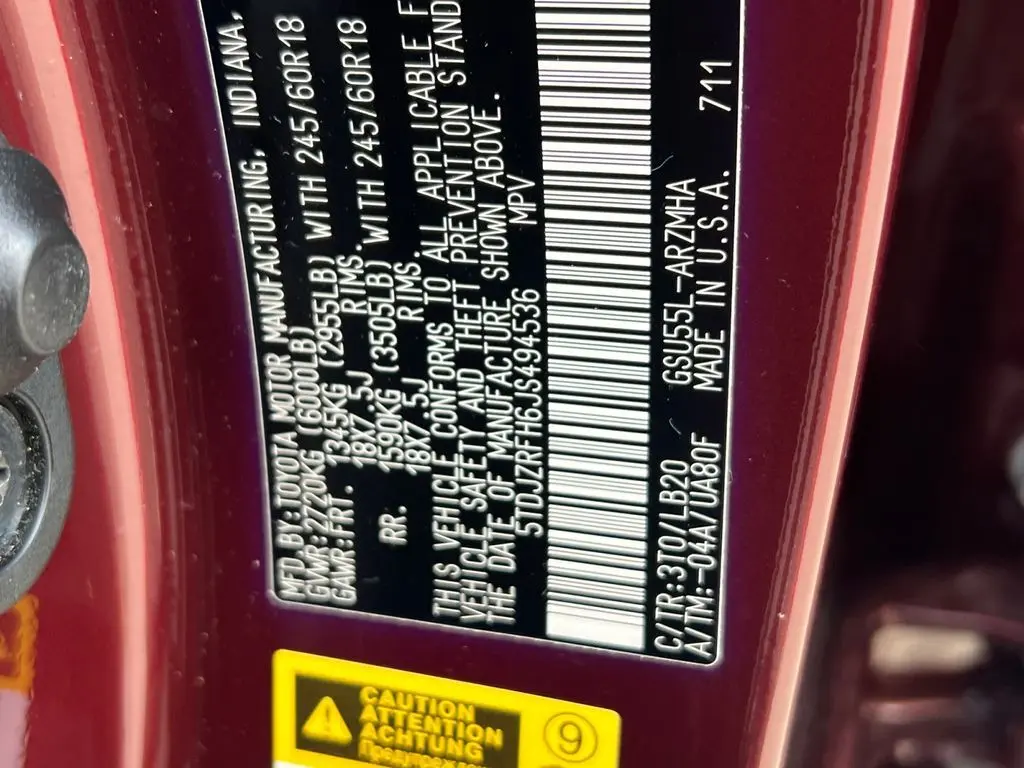 MFD.BY:TOYOTA MOTOR MANUFACTURING, INDIANA,
GVWR:2720KG (6000LB)
GAWR:FRT. 1345KG (2955LB) WITH 245/60R18
18X7.5J RIMS.
RR. 1590KG (3505LB) WITH 245/60R18
18X7.5J RIMS.
THIS VEHICLE CONFORMS TO ALL APPLICABLE F
VEHICLE SAFETY AND THEFT PREVENTION STAND
THE DATE OF MANUFACTURE SHOWN ABOVE.
5TDJZRFH6JS494536 MPV
C/TR:3T0/LB20 GSU55L-ARZMHA 711
A/TM:-04A/UA80F MADE IN U.S.A.
CAUTION
ATTENTION
ACHTUNG
Предупрежден
9